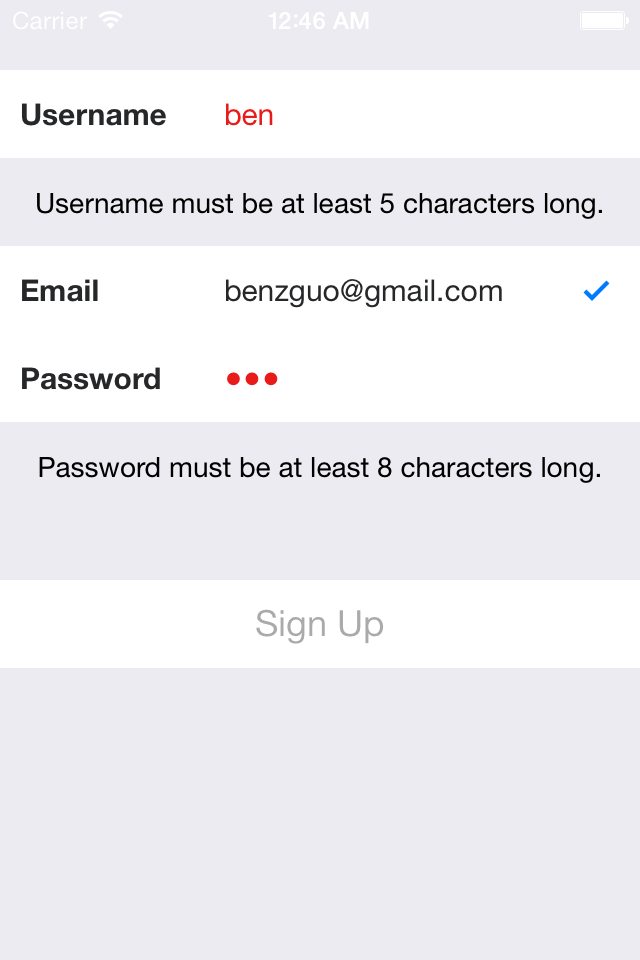 Carrier 12:46 AM
Username ben
Username must be at least 5 characters long.
Email benzguo@gmail.com
Password •••
Password must be at least 8 characters long.
Sign Up